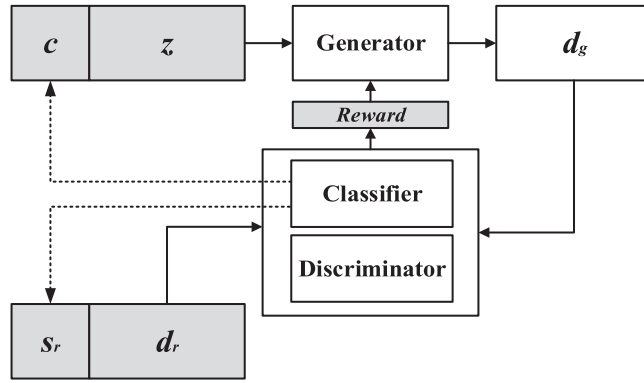 c z Generator d_g
Reward
Classifier
Discriminator
s_r d_r